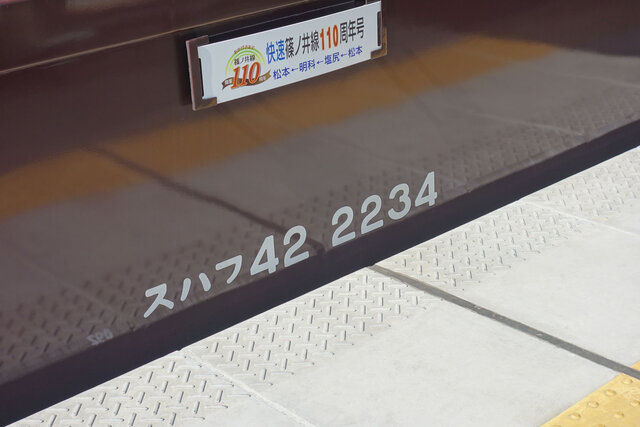 快速篠ノ井線110周年号
松本←明科←塩尻←松本
篠ノ井線
110
スハフ42 2234